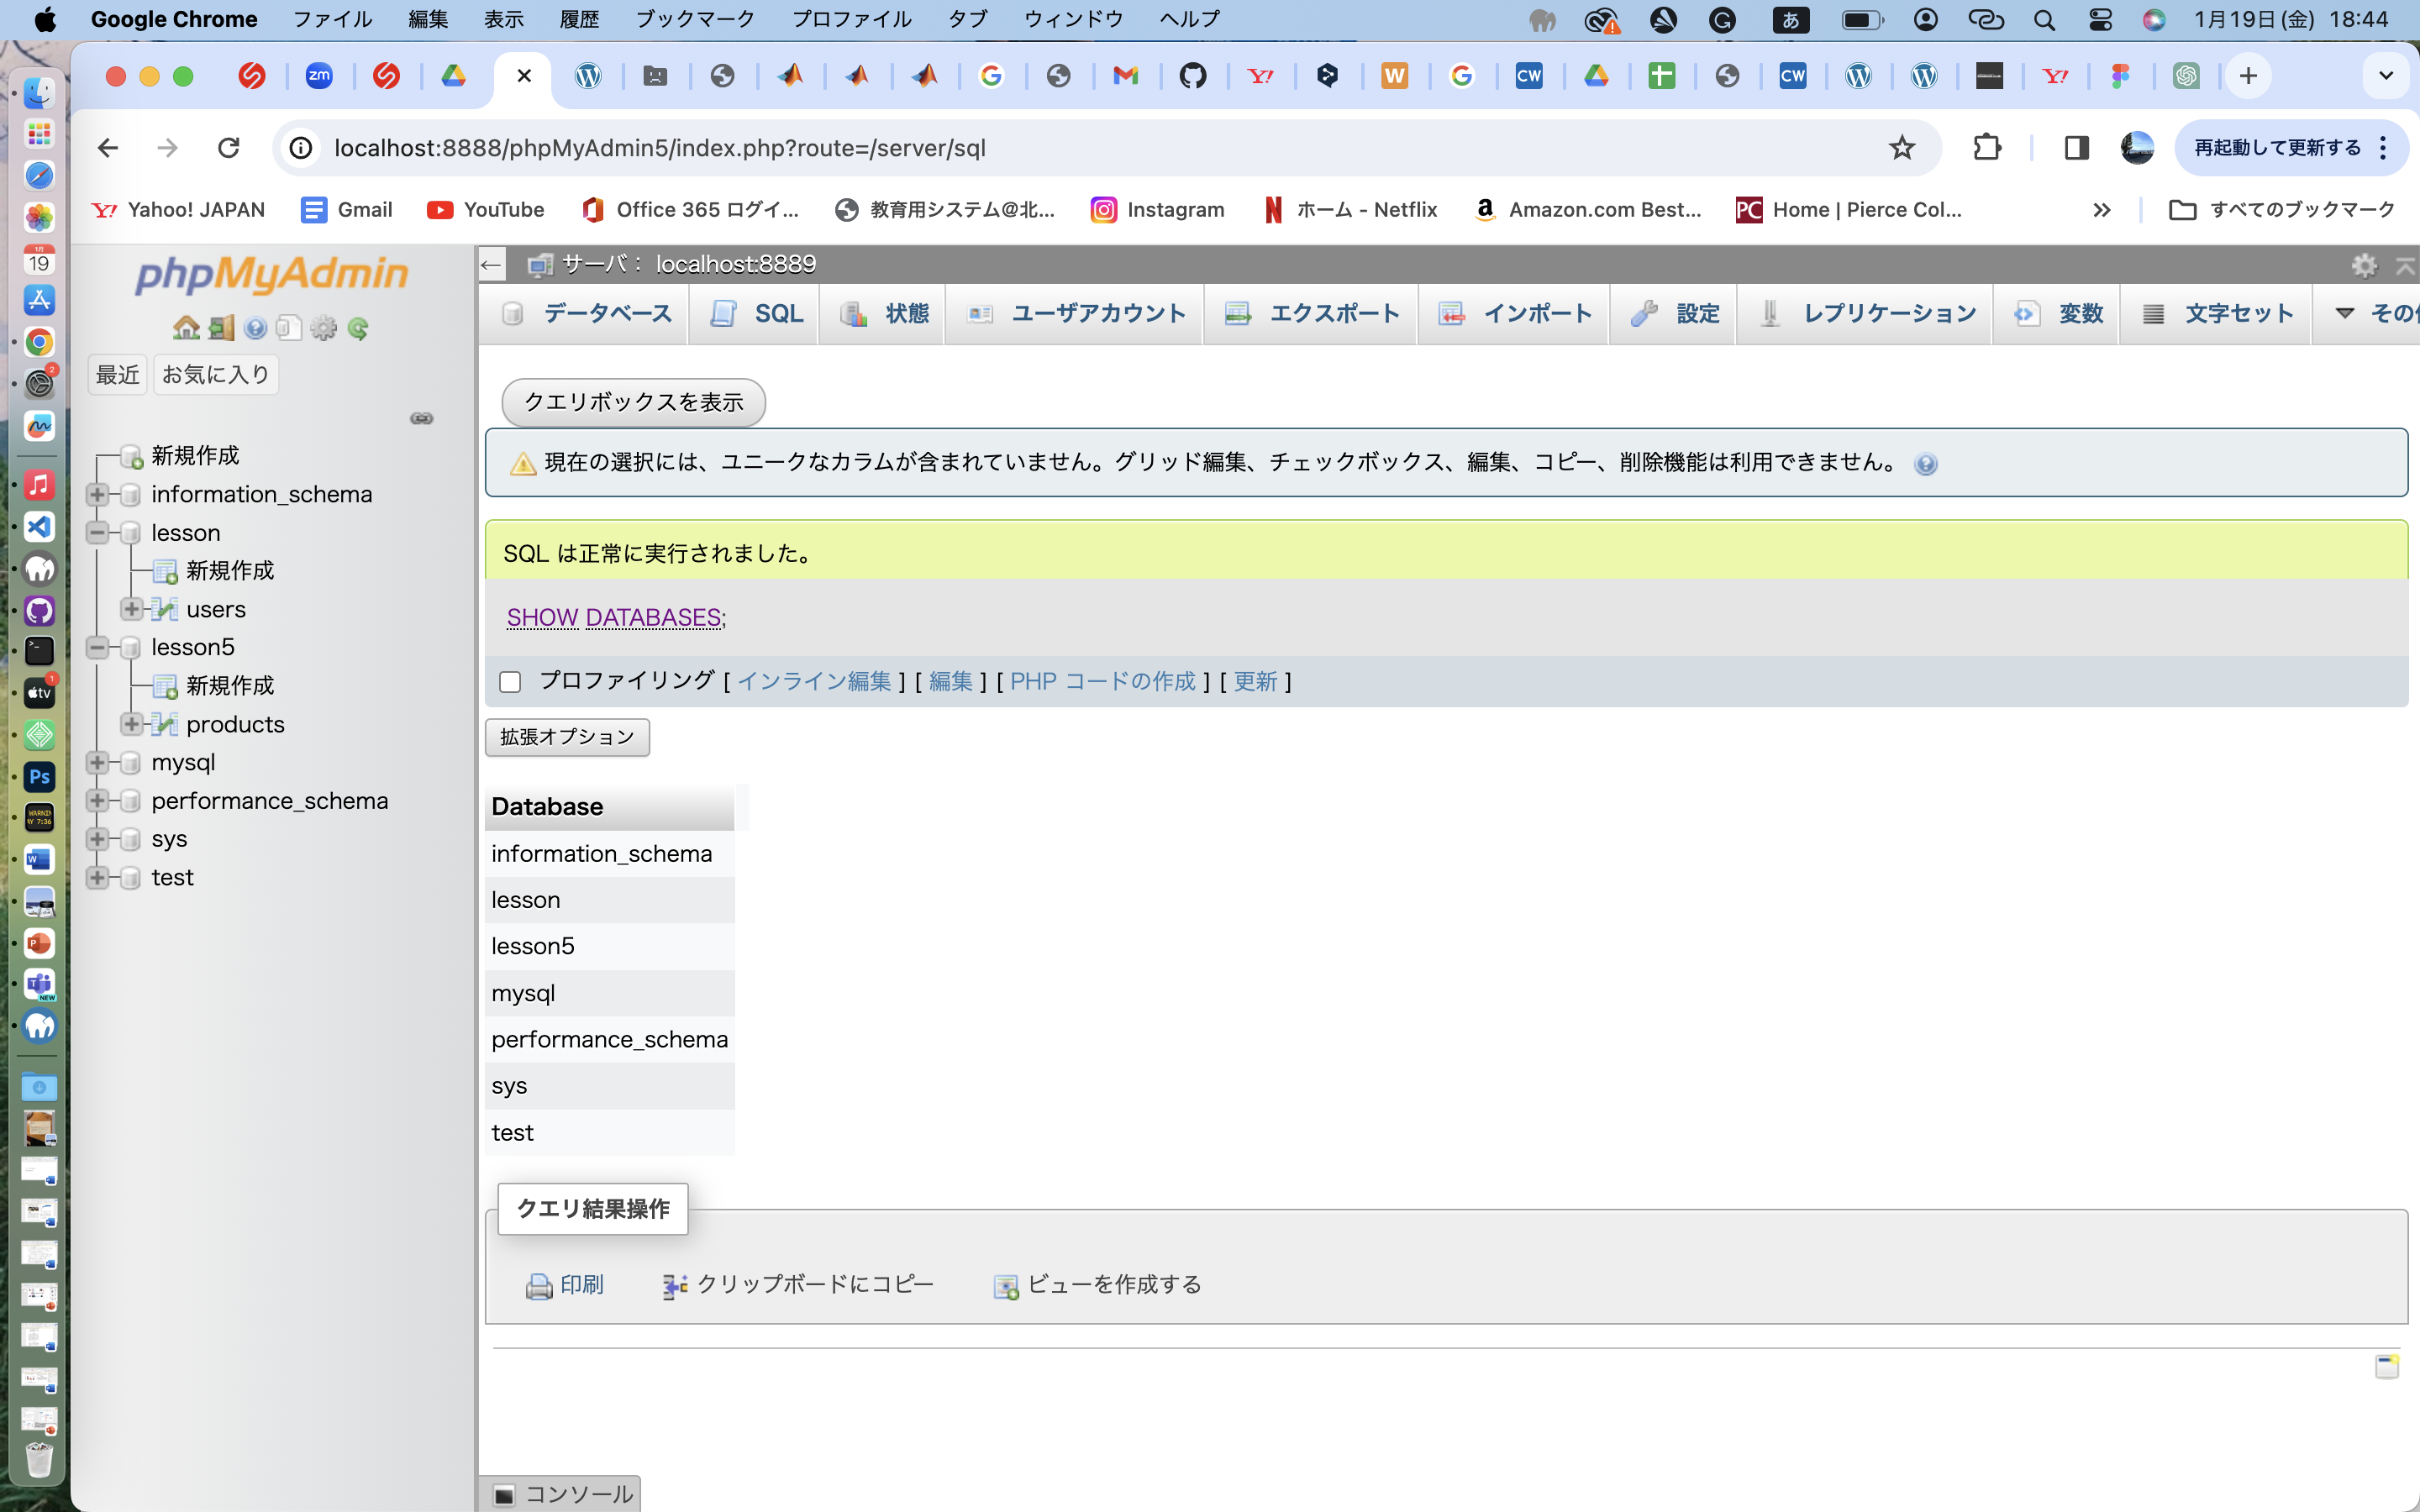 Google Chrome ファイル 編集 表示 履歴 ブックマーク プロファイル タブ ウィンドウ ヘルプ あ 1月19日(金) 18:44
zm Y! W CW CW Y!
localhost:8888/phpMyAdmin5/index.php?route=/server/sql 再起動して更新する
Y! Yahoo! JAPAN Gmail YouTube Office 365 ログイ... 教育用システム@北... Instagram ホーム - Netflix Amazon.com Best... PC Home | Pierce Col... すべてのブックマーク
phpMyAdmin
最近 お気に入り
新規作成
information_schema
lesson
新規作成
users
lesson5
新規作成
products
mysql
performance_schema
sys
test
サーバ: localhost:8889
データベース SQL 状態 ユーザアカウント エクスポート インポート 設定 レプリケーション 変数 文字セット
クエリボックスを表示
現在の選択には、ユニークなカラムが含まれていません。グリッド編集、チェックボックス、編集、コピー、削除機能は利用できません。
SQL は正常に実行されました。
SHOW DATABASES;
プロファイリング [ インライン編集 ] [ 編集 ] [ PHP コードの作成 ] [ 更新 ]
拡張オプション
Database
information_schema
lesson
lesson5
mysql
performance_schema
sys
test
クエリ結果操作
印刷 クリップボードにコピー ビューを作成する
コンソール
1月
19
2
tv
1
Ps
W
P
T
NEW